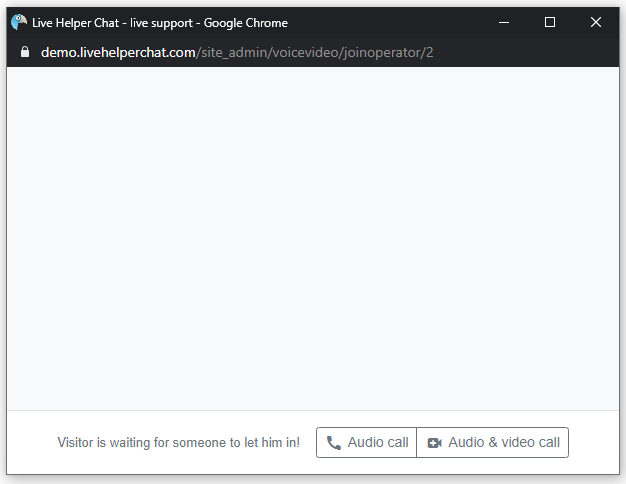 Live Helper Chat - live support - Google Chrome
demo.livehelperchat.com/site_admin/voicevideo/joinoperator/2
Visitor is waiting for someone to let him in! Audio call Audio & video call